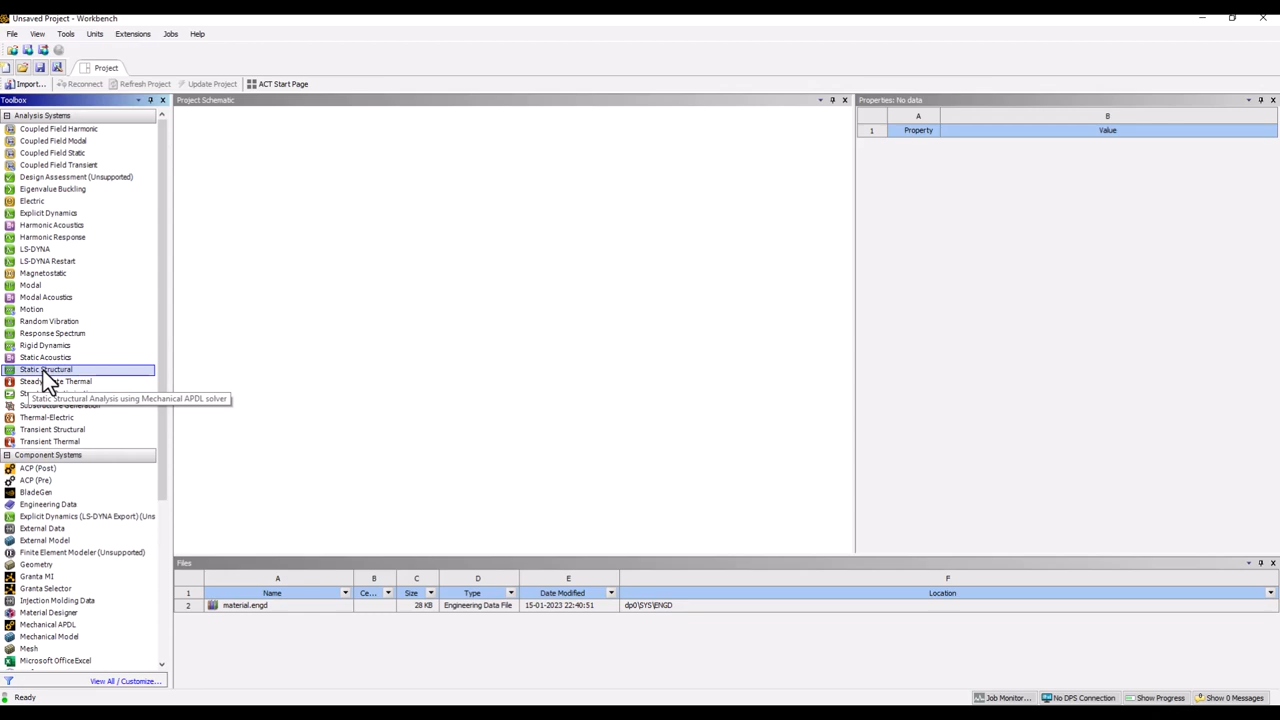 Unsaved Project - Workbench
File View Tools Units Extensions Jobs Help
Project
Import... Reconnect Refresh Project Update Project ACT Start Page
Toolbox
Analysis Systems
Coupled Field Harmonic
Coupled Field Modal
Coupled Field Static
Coupled Field Transient
Design Assessment (Unsupported)
Eigenvalue Buckling
Electric
Explicit Dynamics
Harmonic Acoustics
Harmonic Response
LS-DYNA
LS-DYNA Restart
Magnetostatic
Modal
Modal Acoustics
Motion
Random Vibration
Response Spectrum
Rigid Dynamics
Static Acoustics
Static Structural
Thermal
Static Structural Analysis using Mechanical APDL solver
Thermal-Electric
Transient Structural
Transient Thermal
Component Systems
ACP (Post)
ACP (Pre)
BladeGen
Engineering Data
Explicit Dynamics (LS-DYNA Export) (Uns
External Data
External Model
Finite Element Modeler (Unsupported)
Geometry
Granta MI
Granta Selector
Injection Molding Data
Material Designer
Mechanical APDL
Mechanical Model
Mesh
Microsoft Office Excel
View All / Customize...
Ready
Project Schematic
Properties: No data
A B
1 Property Value
Files
A B C D E F
1 Name Ce... Size Type Date Modified Location
2 material.engd 28 KB Engineering Data File 15-01-2023 22:40:51 dp0\SYS\ENGD
Job Monitor... No DPS Connection Show Progress Show 0 Messages